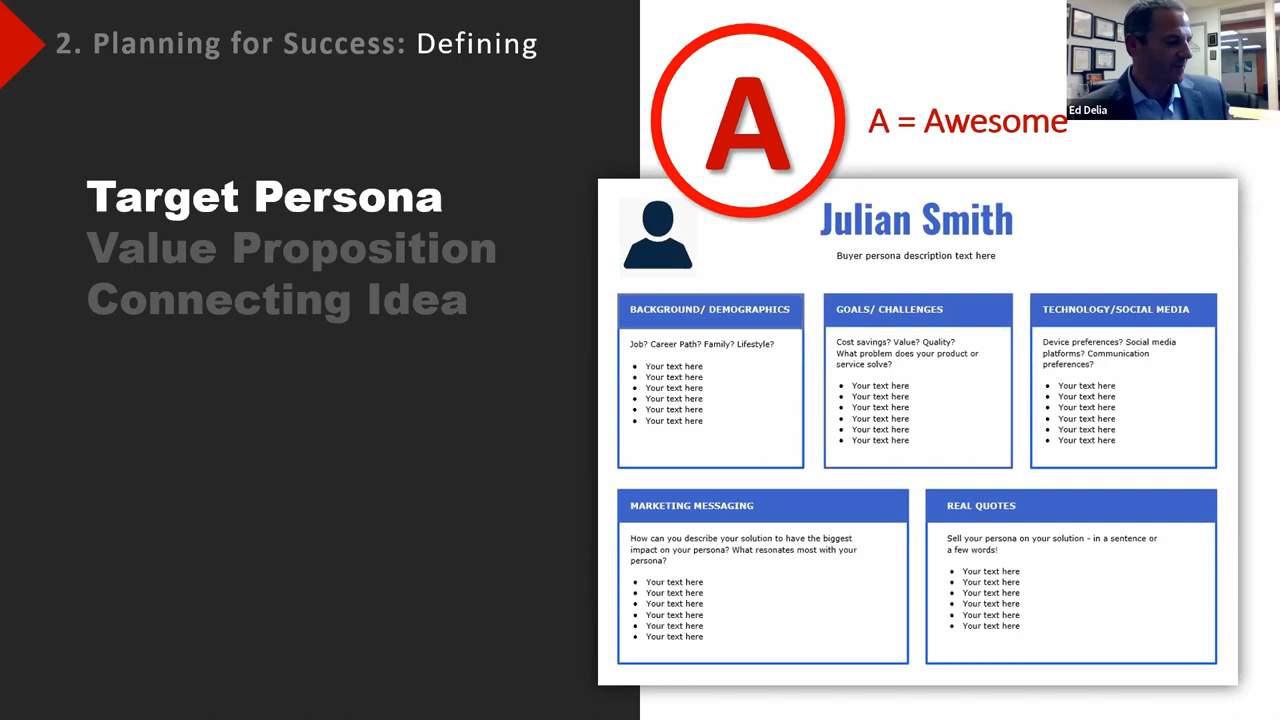 2. Planning for Success: Defining
Target Persona
Value Proposition
Connecting Idea
A
A = Awesome
Ed Delia
Julian Smith
Buyer persona description text here
BACKGROUND/ DEMOGRAPHICS
Job? Career Path? Family? Lifestyle?
• Your text here
• Your text here
• Your text here
• Your text here
• Your text here
• Your text here
GOALS/ CHALLENGES
Cost savings? Value? Quality?
What problem does your product or
service solve?
• Your text here
• Your text here
• Your text here
• Your text here
• Your text here
• Your text here
TECHNOLOGY/SOCIAL MEDIA
Device preferences? Social media
platforms? Communication
preferences?
• Your text here
• Your text here
• Your text here
• Your text here
• Your text here
• Your text here
MARKETING MESSAGING
How can you describe your solution to have the biggest
impact on your persona? What resonates most with your
persona?
• Your text here
• Your text here
• Your text here
• Your text here
• Your text here
• Your text here
REAL QUOTES
Sell your persona on your solution - in a sentence or
a few words!
• Your text here
• Your text here
• Your text here
• Your text here
• Your text here
• Your text here